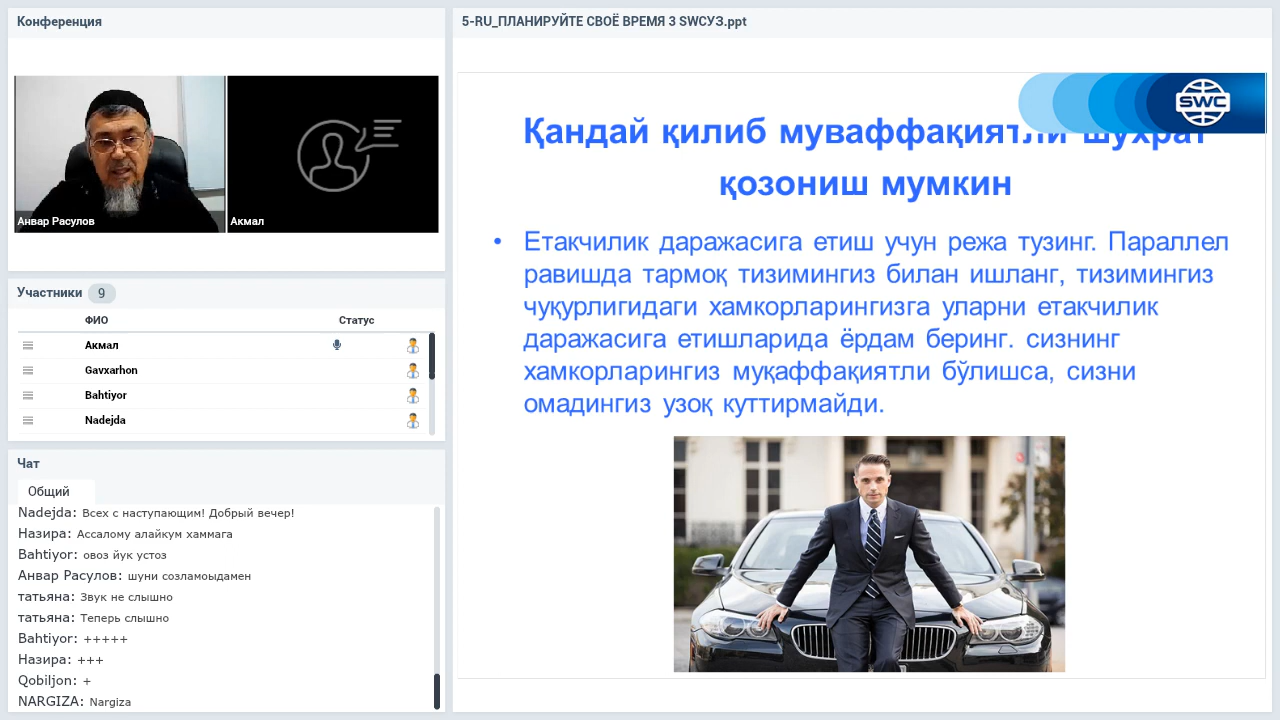 Конференция
Анвар Расулов
Акмал
Участники 9
ФИО Статус
Акмал
Gavxarhon
Bahtiyor
Nadejda
Чат
Общий
Nadejda: Всех с наступающим! Добрый вечер!
Назира: Ассалому алайкум хаммага
Bahtiyor: овоз йук устоз
Анвар Расулов: шуни созламоыдамен
татьяна: Звук не слышно
татьяна: Теперь слышно
Bahtiyor: +++++
Назира: +++
Qobiljon: +
NARGIZA: Nargiza
5-RU_ПЛАНИРУЙТЕ СВОЁ ВРЕМЯ 3 SWCУЗ.ppt
SWC
Қандай қилиб муваффақиятли шухрат
қозониш мумкин
• Етакчилик даражасига етиш учун режа тузинг. Параллел
равишда тармоқ тизимингиз билан ишланг, тизимингиз
чуқурлигидаги хамкорларингизга уларни етакчилик
даражасига етишларида ёрдам беринг. сизнинг
хамкорларингиз муқаффақиятли бўлишса, сизни
омадингиз узоқ куттирмайди.